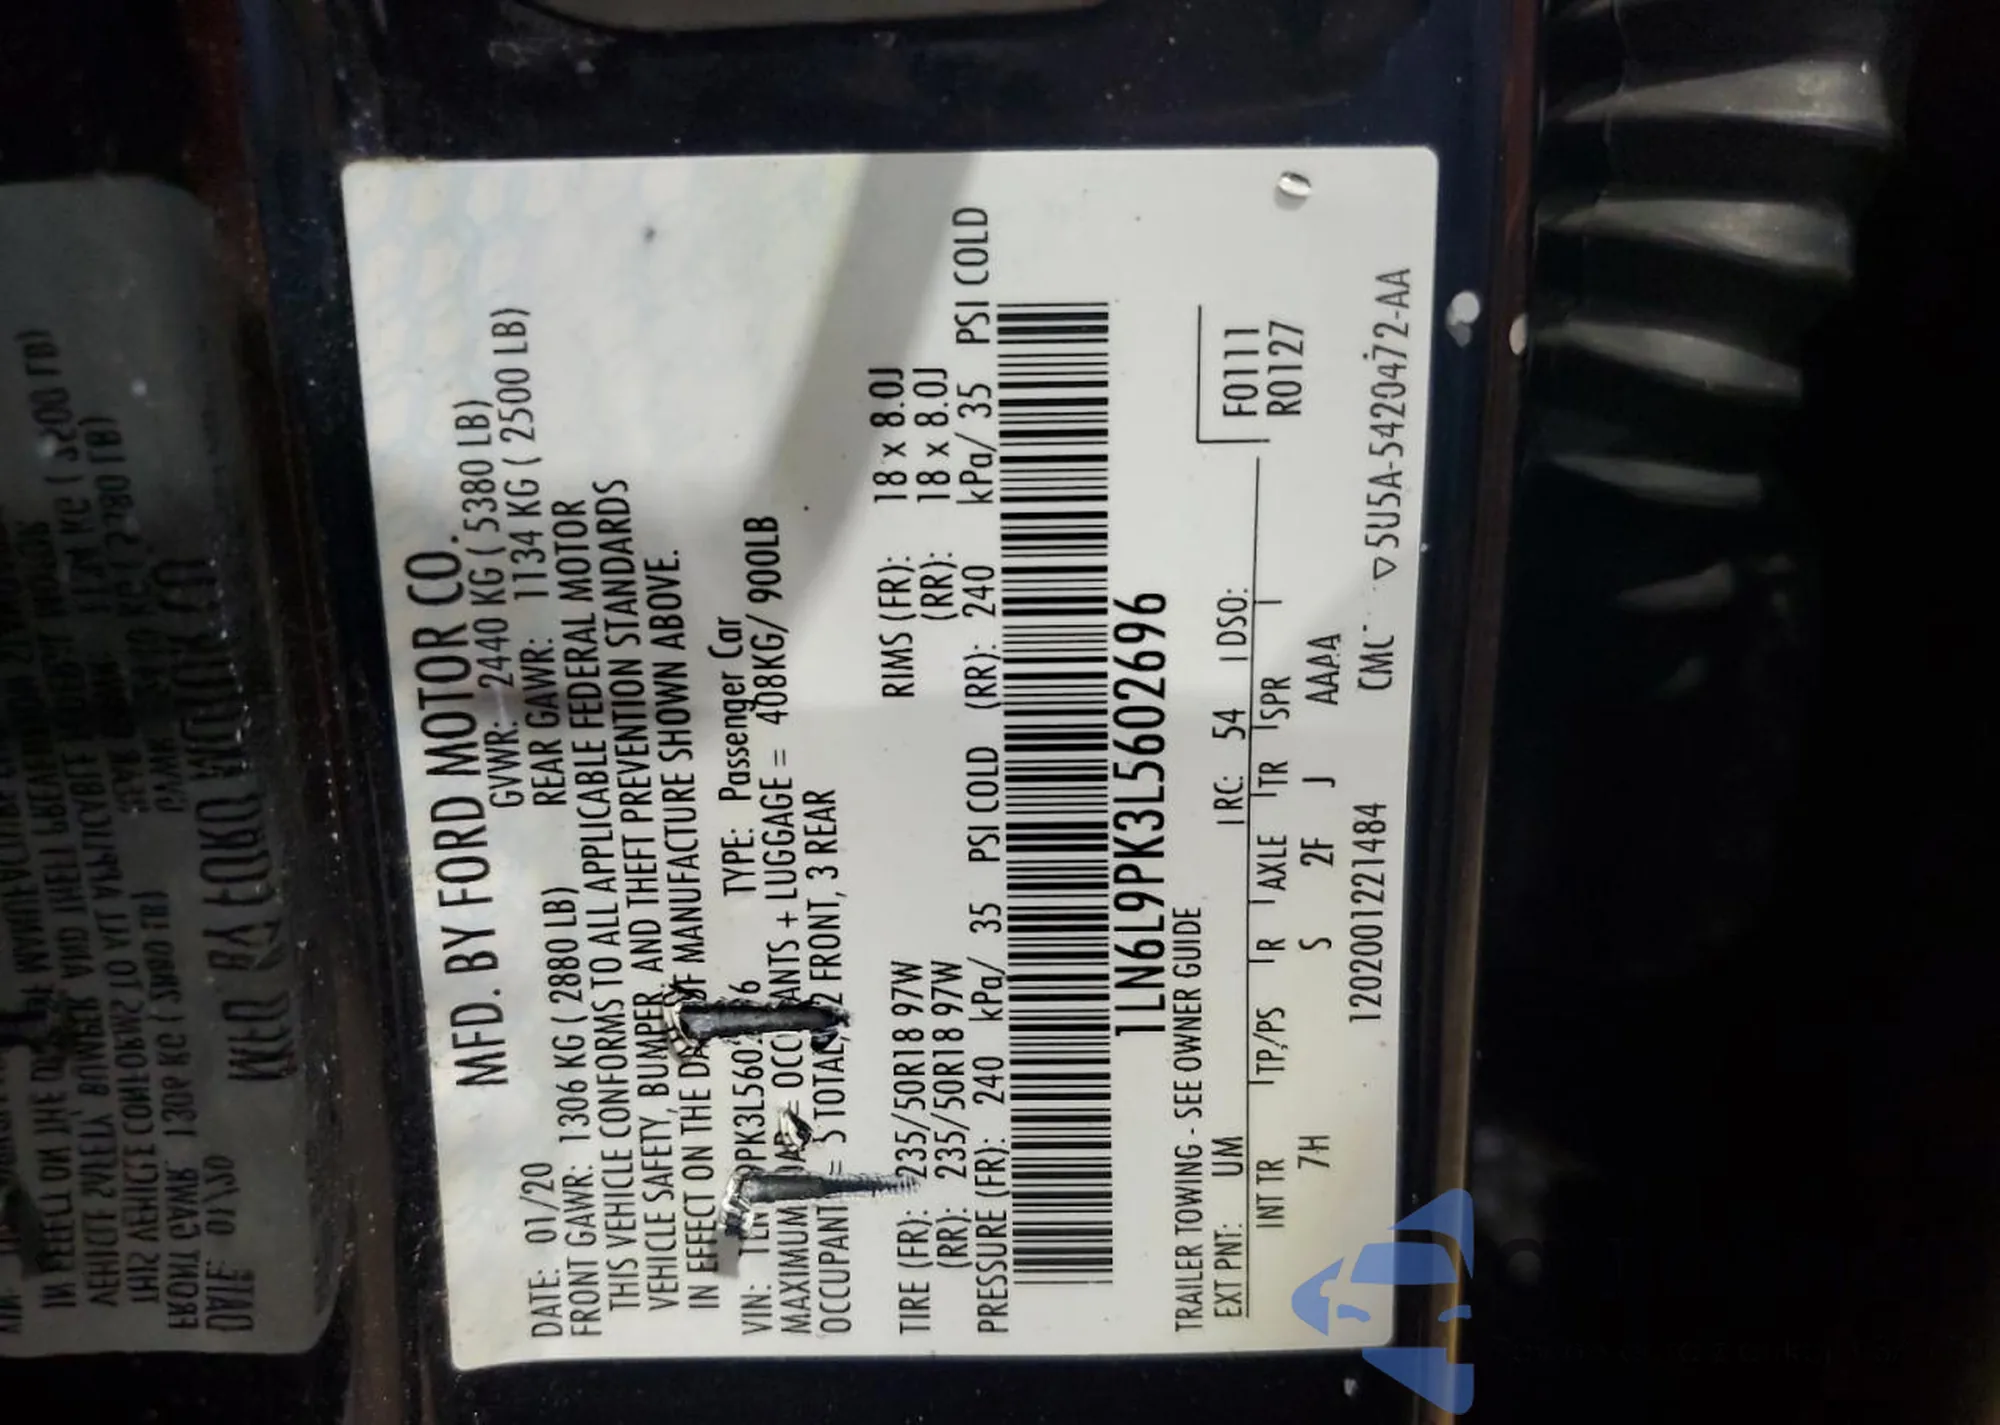 MFD. BY FORD MOTOR CO.
DATE: 01/20 GVWR: 2440 KG ( 5380 LB)
FRONT GAWR: 1306 KG ( 2880 LB) REAR GAWR: 1134 KG ( 2500 LB)
THIS VEHICLE CONFORMS TO ALL APPLICABLE FEDERAL MOTOR
VEHICLE SAFETY, BUMPER, AND THEFT PREVENTION STANDARDS
IN EFFECT ON THE OF MANUFACTURE SHOWN ABOVE.
VIN: TYPE: Passenger Car
MAXIMUM + LUGGAGE = 408KG/ 900LB
= 5 TOTAL, 2 FRONT, 3 REAR
TIRE (FR): 235/50R18 97W RIMS (FR): 18 x 8.0J
(RR): 235/50R18 97W (RR): 18 x 8.0J
PRESSURE (FR): 240 kPa/ 35 PSI COLD (RR): 240 kPa/ 35 PSI COLD
1LN6L9PK3L5602696
TRAILER TOWING - SEE OWNER GUIDE
EXT PNT: UM RC: 54 DSO: F0111
INT TR TP/PS R AXLE TR SPR R0127
7H S 2F J AAAA
12020012211484 ▽5U5A-5420472-AA